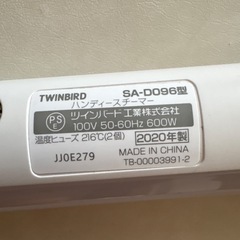 TWINBIRD SA-D096型
ハンディースチーマー
PS
E
ツインバード工業株式会社
100V 50-60Hz 600W
温度ヒューズ 216℃(2個) 2020年製
JJ0E279 MADE IN CHINA
TB-00003991-2